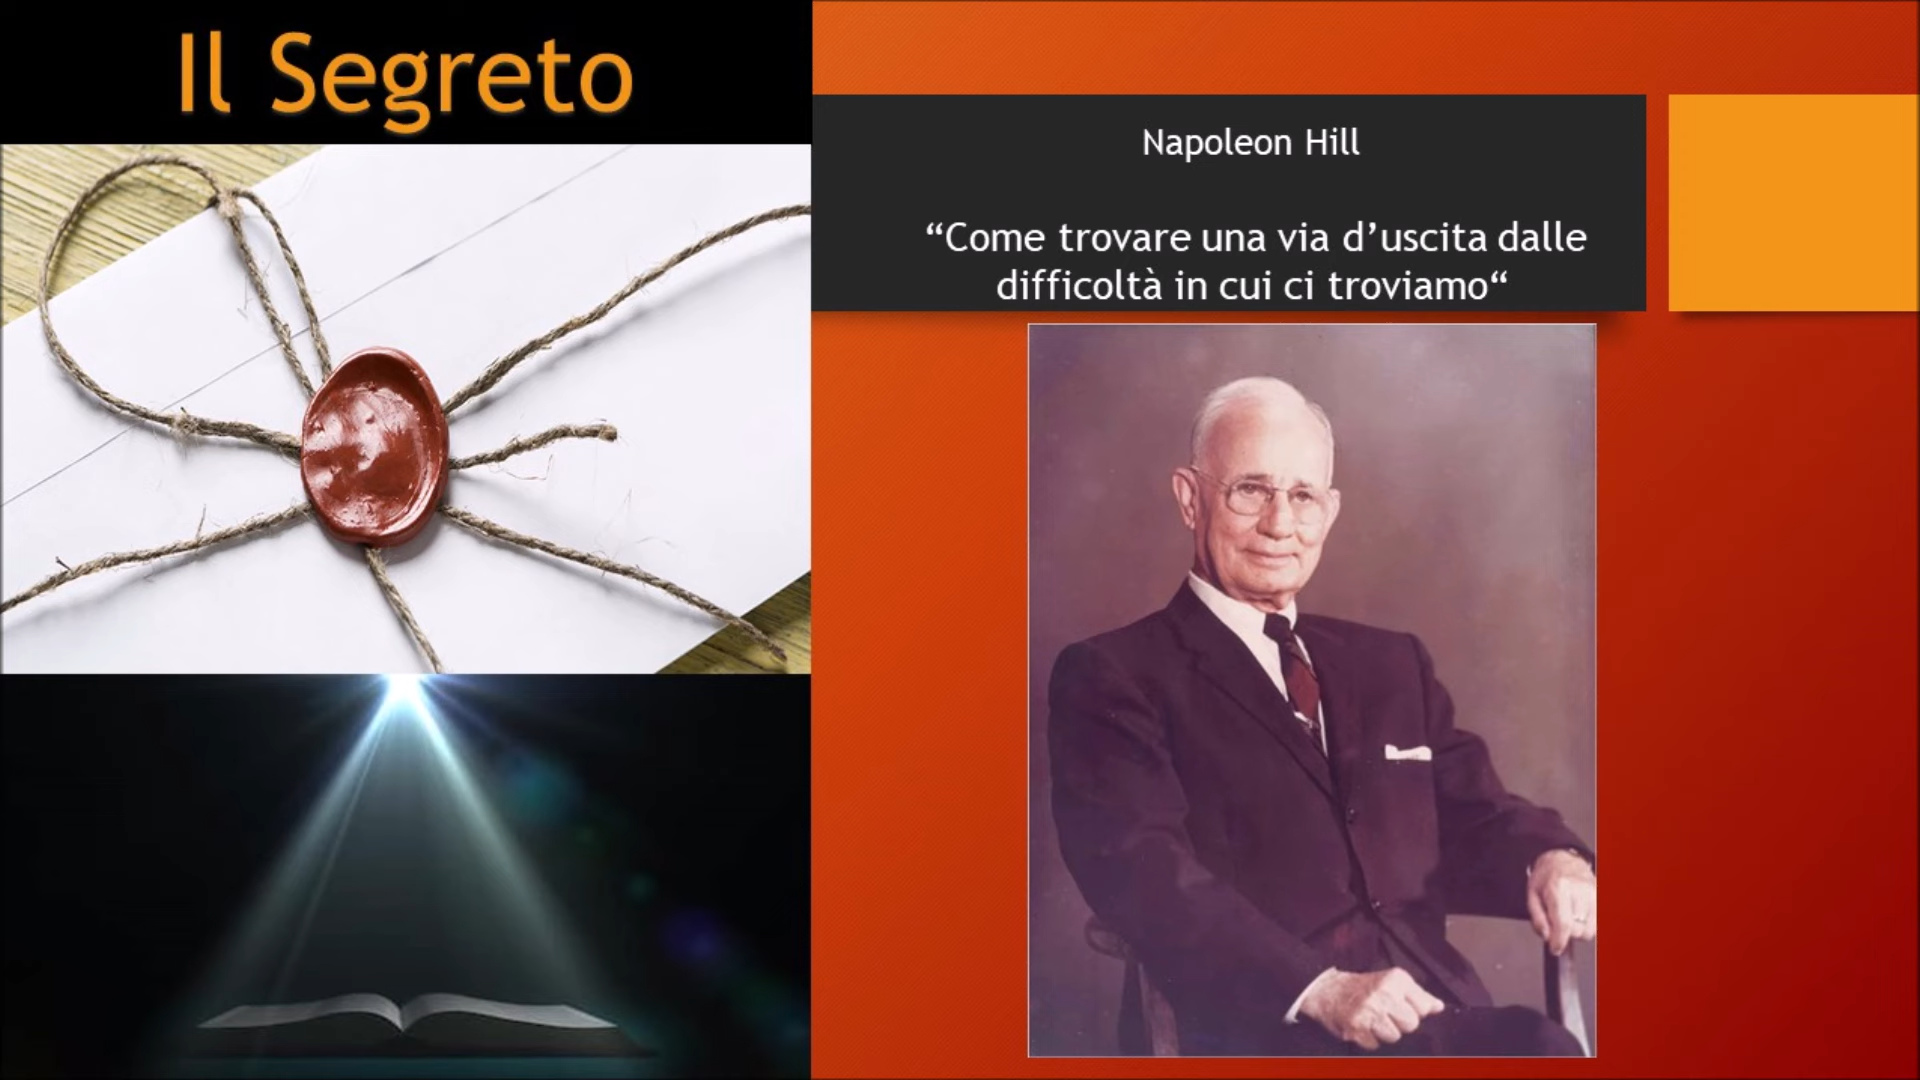 Il Segreto
Napoleon Hill
“Come trovare una via d’uscita dalle
difficoltà in cui ci troviamo“